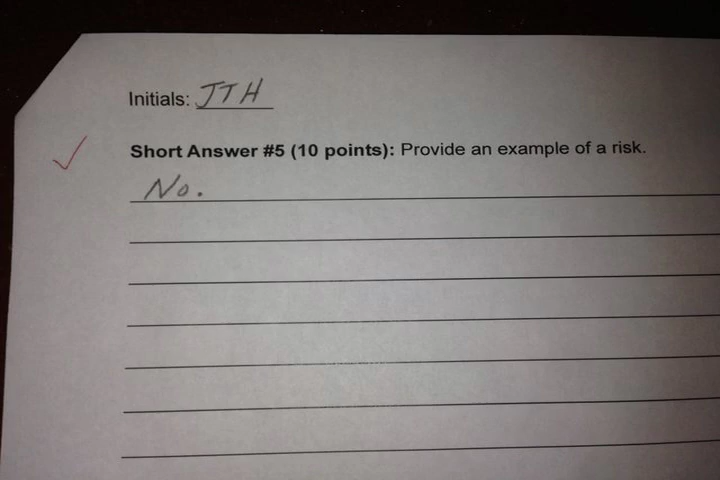 Initials: JTH
Short Answer #5 (10 points): Provide an example of a risk.
No.